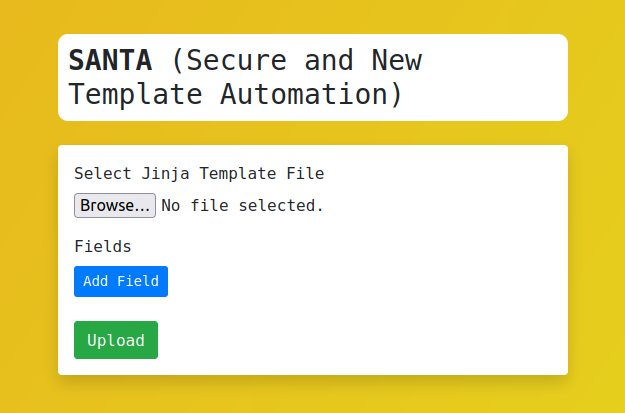 SANTA (Secure and New
Template Automation)
Select Jinja Template File
Browse... No file selected.
Fields
Add Field
Upload